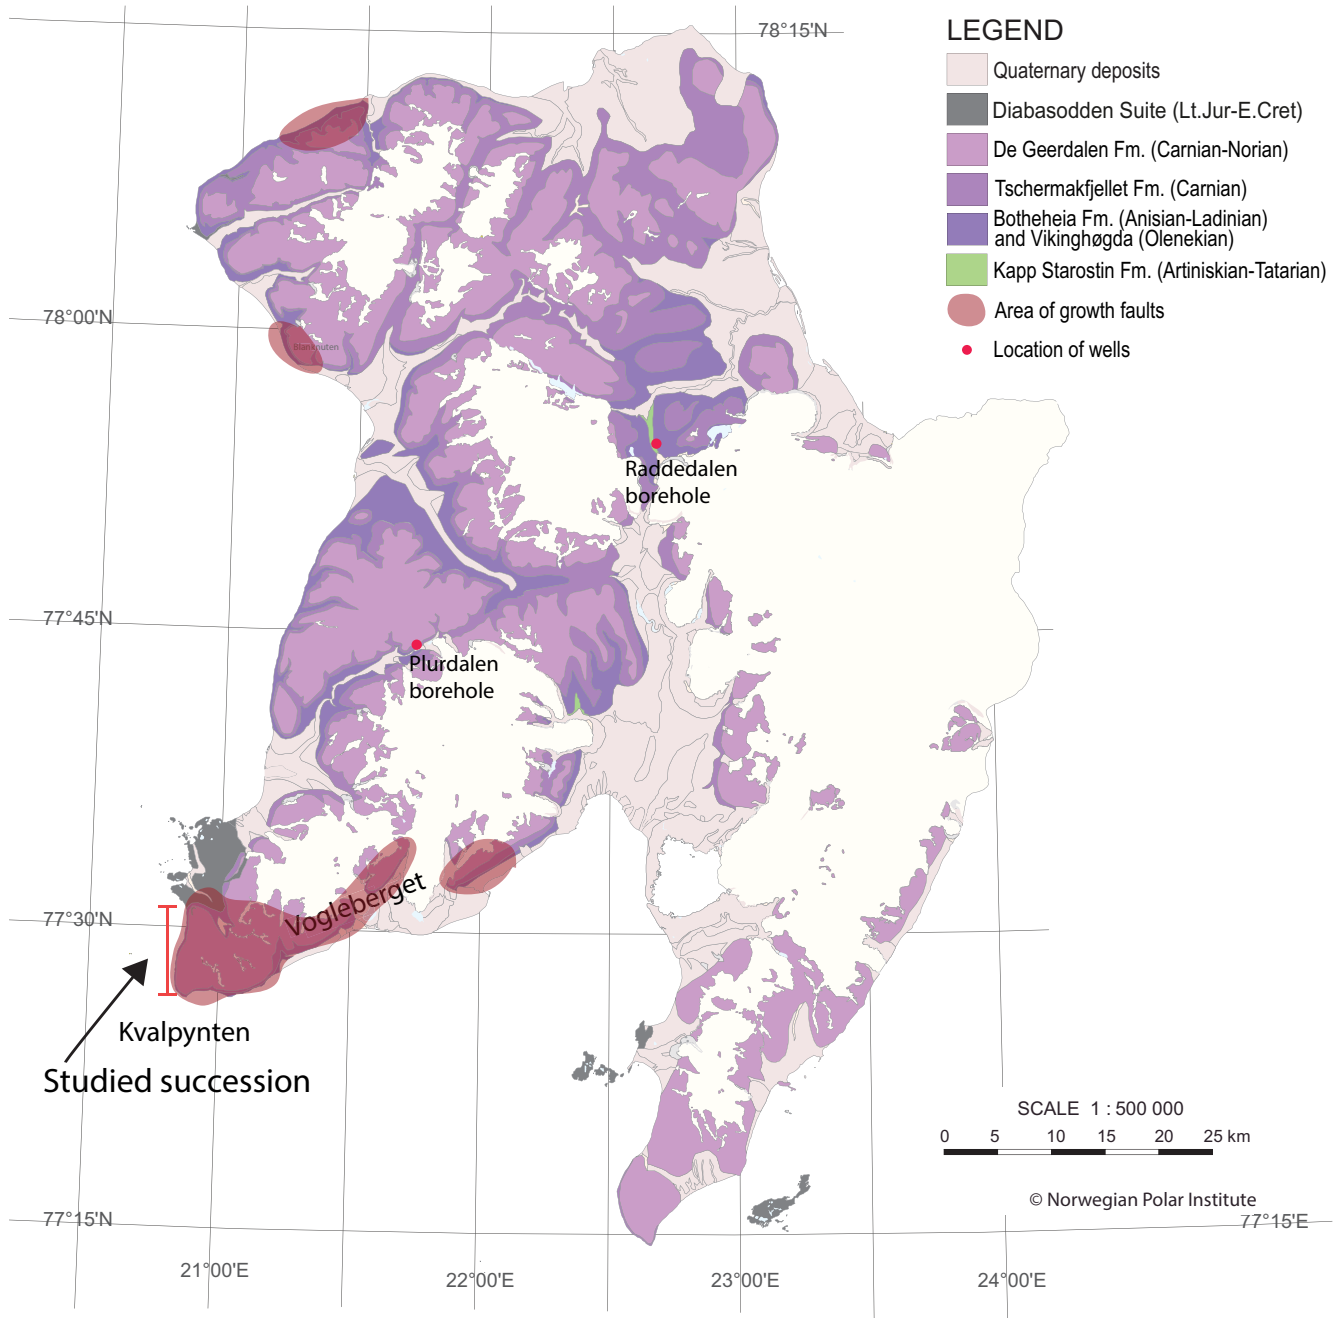 78°15'N
LEGEND
Quaternary deposits
Diabasodden Suite (Lt.Jur-E.Cret)
De Geerdalen Fm. (Carnian-Norian)
Tschermakfjellet Fm. (Carnian)
Botheheia Fm. (Anisian-Ladinian)
and Vikinghøgda (Olenekian)
Kapp Starostin Fm. (Artiniskian-Tatarian)
Area of growth faults
Location of wells
78°00'N
Raddedalen
borehole
77°45'N
Plurdalen
borehole
Vogleberget
77°30'N
Kvalpynten
Studied succession
SCALE 1 : 500 000
0 5 10 15 20 25 km
© Norwegian Polar Institute
77°15'N
77°15'E
21°00'E
22°00'E
23°00'E
24°00'E